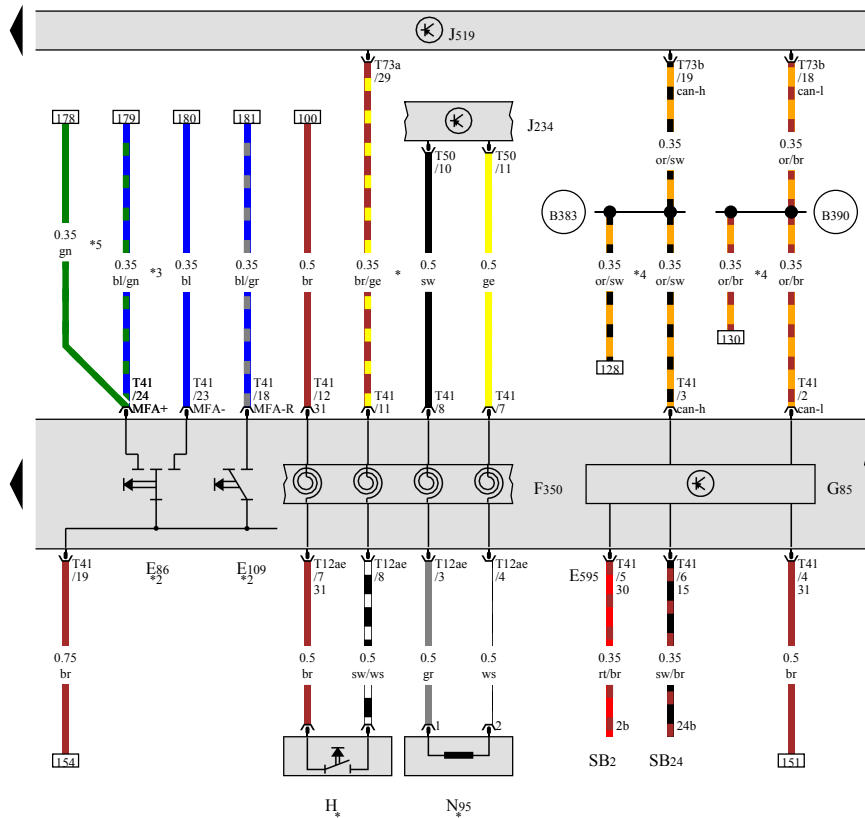 J519
T73a
/29
T73b
/19
can-h
T73b
/18
can-l
178
179
180
181
100
J234
T50
/10
T50
/11
0.35
or/sw
0.35
or/br
B383
B390
0.35
gn
*5
0.35
bl/gn
*3
0.35
bl
0.35
bl/gr
0.5
br
0.35
br/ge
*
0.5
sw
0.5
ge
0.35
or/sw
*4
0.35
or/sw
0.35
or/br
*4
0.35
or/br
128
130
T41
/24
MFA+
T41
/23
MFA-
T41
/18
MFA-R
T41
/12
31
T41
/11
T41
/8
T41
/7
T41
/3
can-h
T41
/2
can-l
F350
G85
T41
/19
E86
*2
E109
*2
T12ae
/7
31
T12ae
/8
T12ae
/3
T12ae
/4
E595
T41
/5
30
T41
/6
15
T41
/4
31
0.75
br
0.5
br
0.5
sw/ws
0.5
gr
0.5
ws
0.35
rt/br
0.35
sw/br
0.5
br
1
2
2b
24b
154
SB2
SB24
151
H
*
N95
*